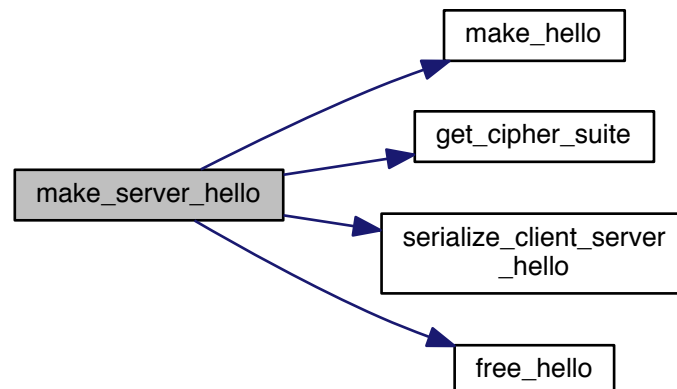 make_hello
get_cipher_suite
make_server_hello
serialize_client_server
_hello
free_hello